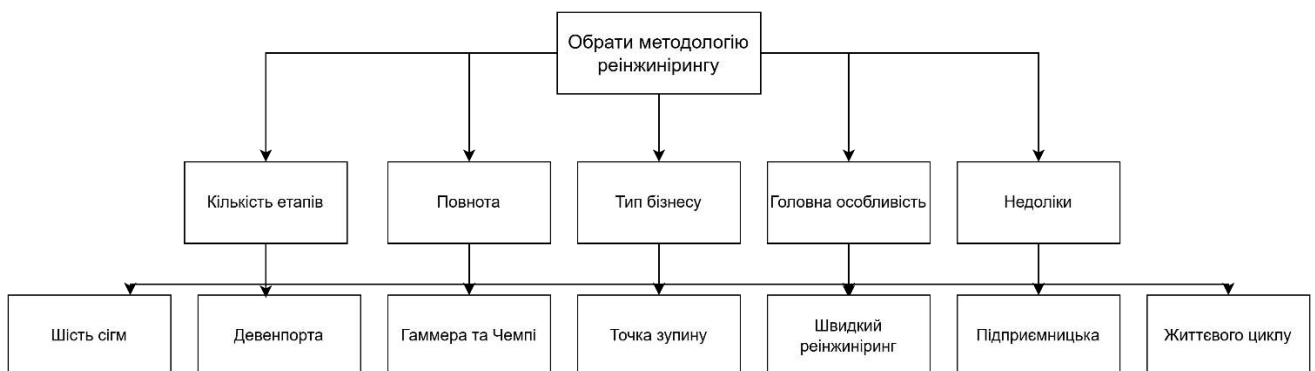 Обрати методологію
реінжинірингу
Кількість етапів
Повнота
Тип бізнесу
Головна особливість
Недоліки
Шість сігм
Девенпорта
Гаммера та Чемпі
Точка зупину
Швидкий
реінжиніринг
Підприємницька
Життєвого циклу